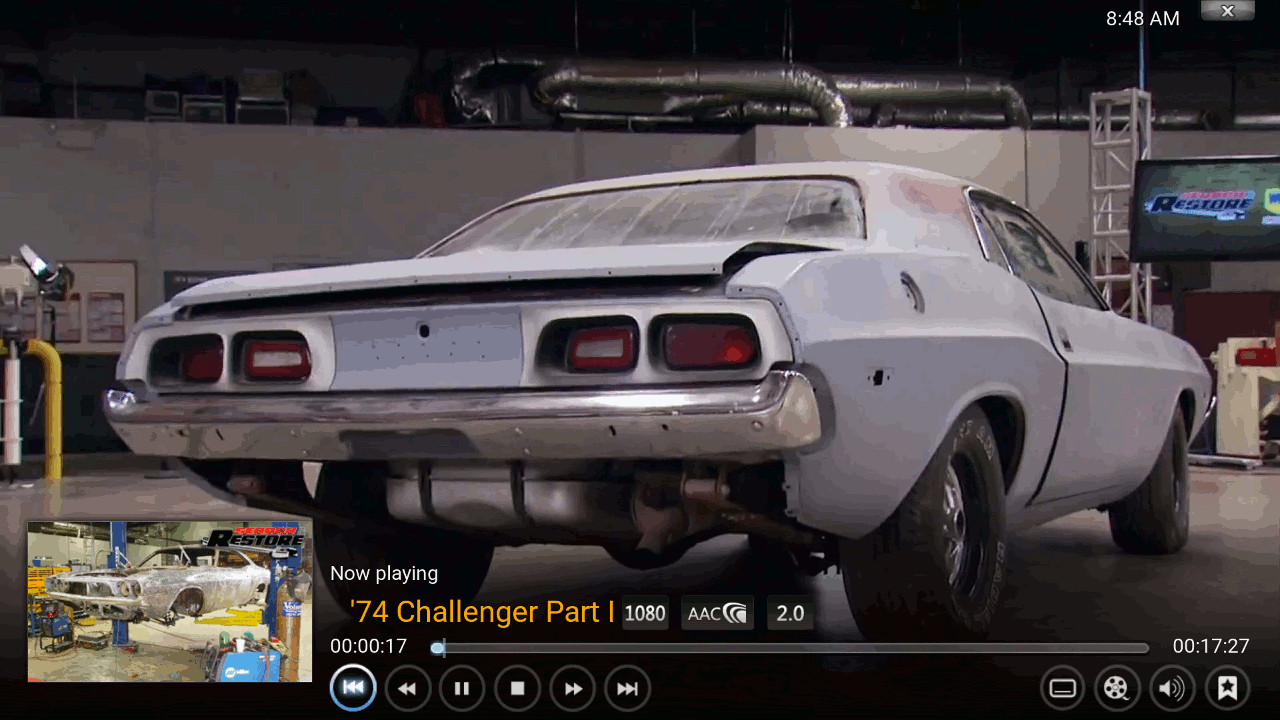 8:48 AM
RESTORE
RESTORE
Now playing
'74 Challenger Part I 1080 AAC 2.0
00:00:17 00:17:27